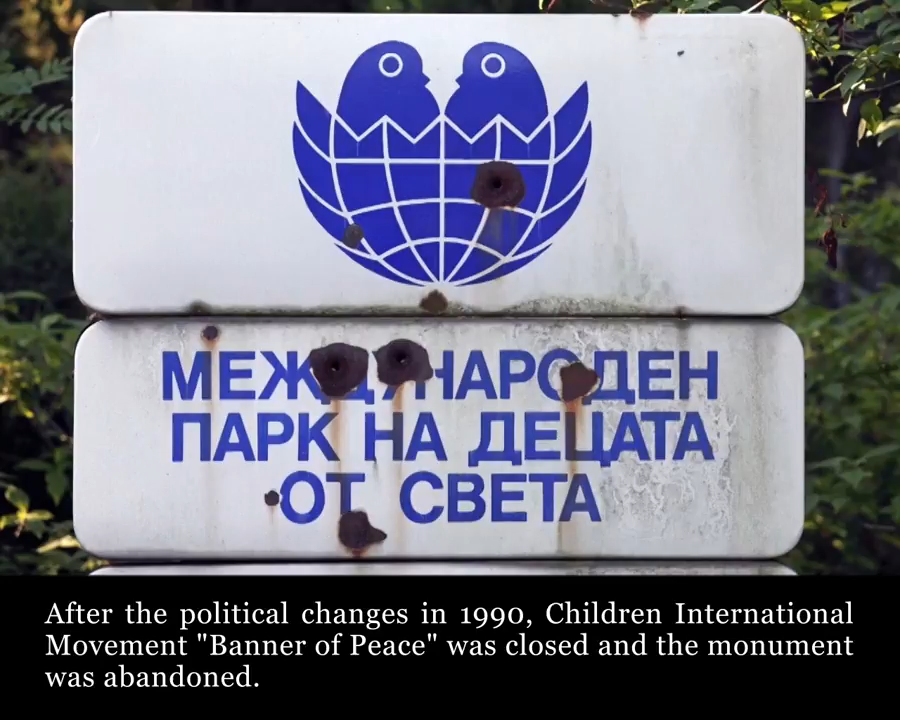 МЕЖДУНАРОДЕН
ПАРК НА ДЕЦАТА
ОТ СВЕТА
After the political changes in 1990, Children International
Movement "Banner of Peace" was closed and the monument
was abandoned.